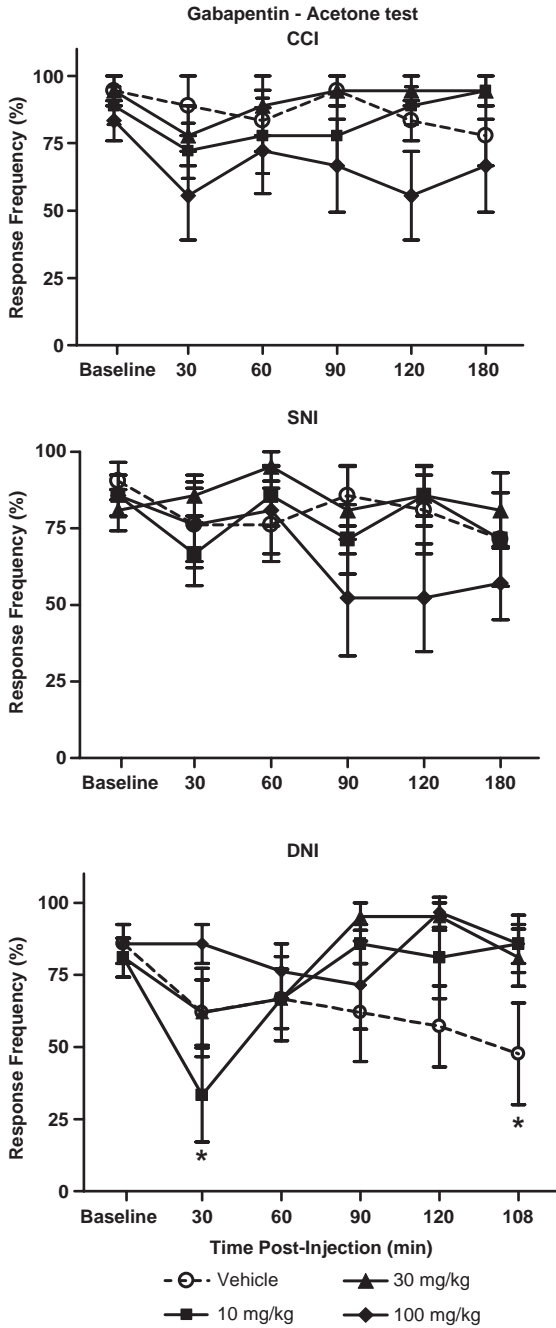 Gabapentin - Acetone test
CCI
Response Frequency (%)
100
75
50
25
0
Baseline 30 60 90 120 180
SNI
Response Frequency (%)
100
75
50
25
0
Baseline 30 60 90 120 180
DNI
Response Frequency (%)
100
75
50
25
0
*
*
Baseline 30 60 90 120 108
Time Post-Injection (min)
Vehicle 30 mg/kg
10 mg/kg 100 mg/kg